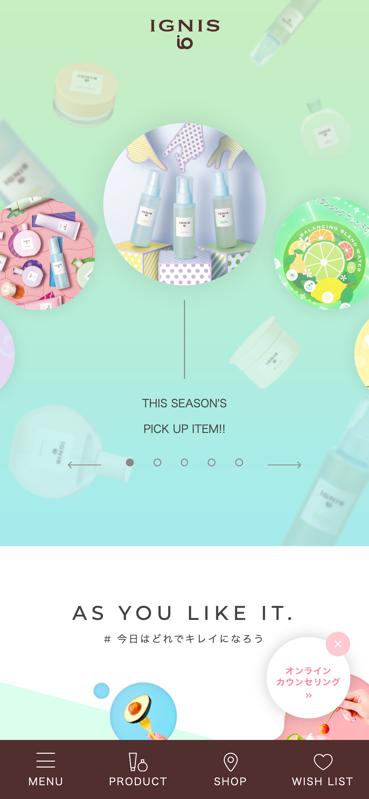 IGNIS
io
IGNIS
BALANCING BLEND WATER
THIS SEASON'S
PICK UP ITEM!!
AS YOU LIKE IT.
# 今日はどれでキレイになろう
オンライン
カウンセリング
»
MENU
PRODUCT
SHOP
WISH LIST